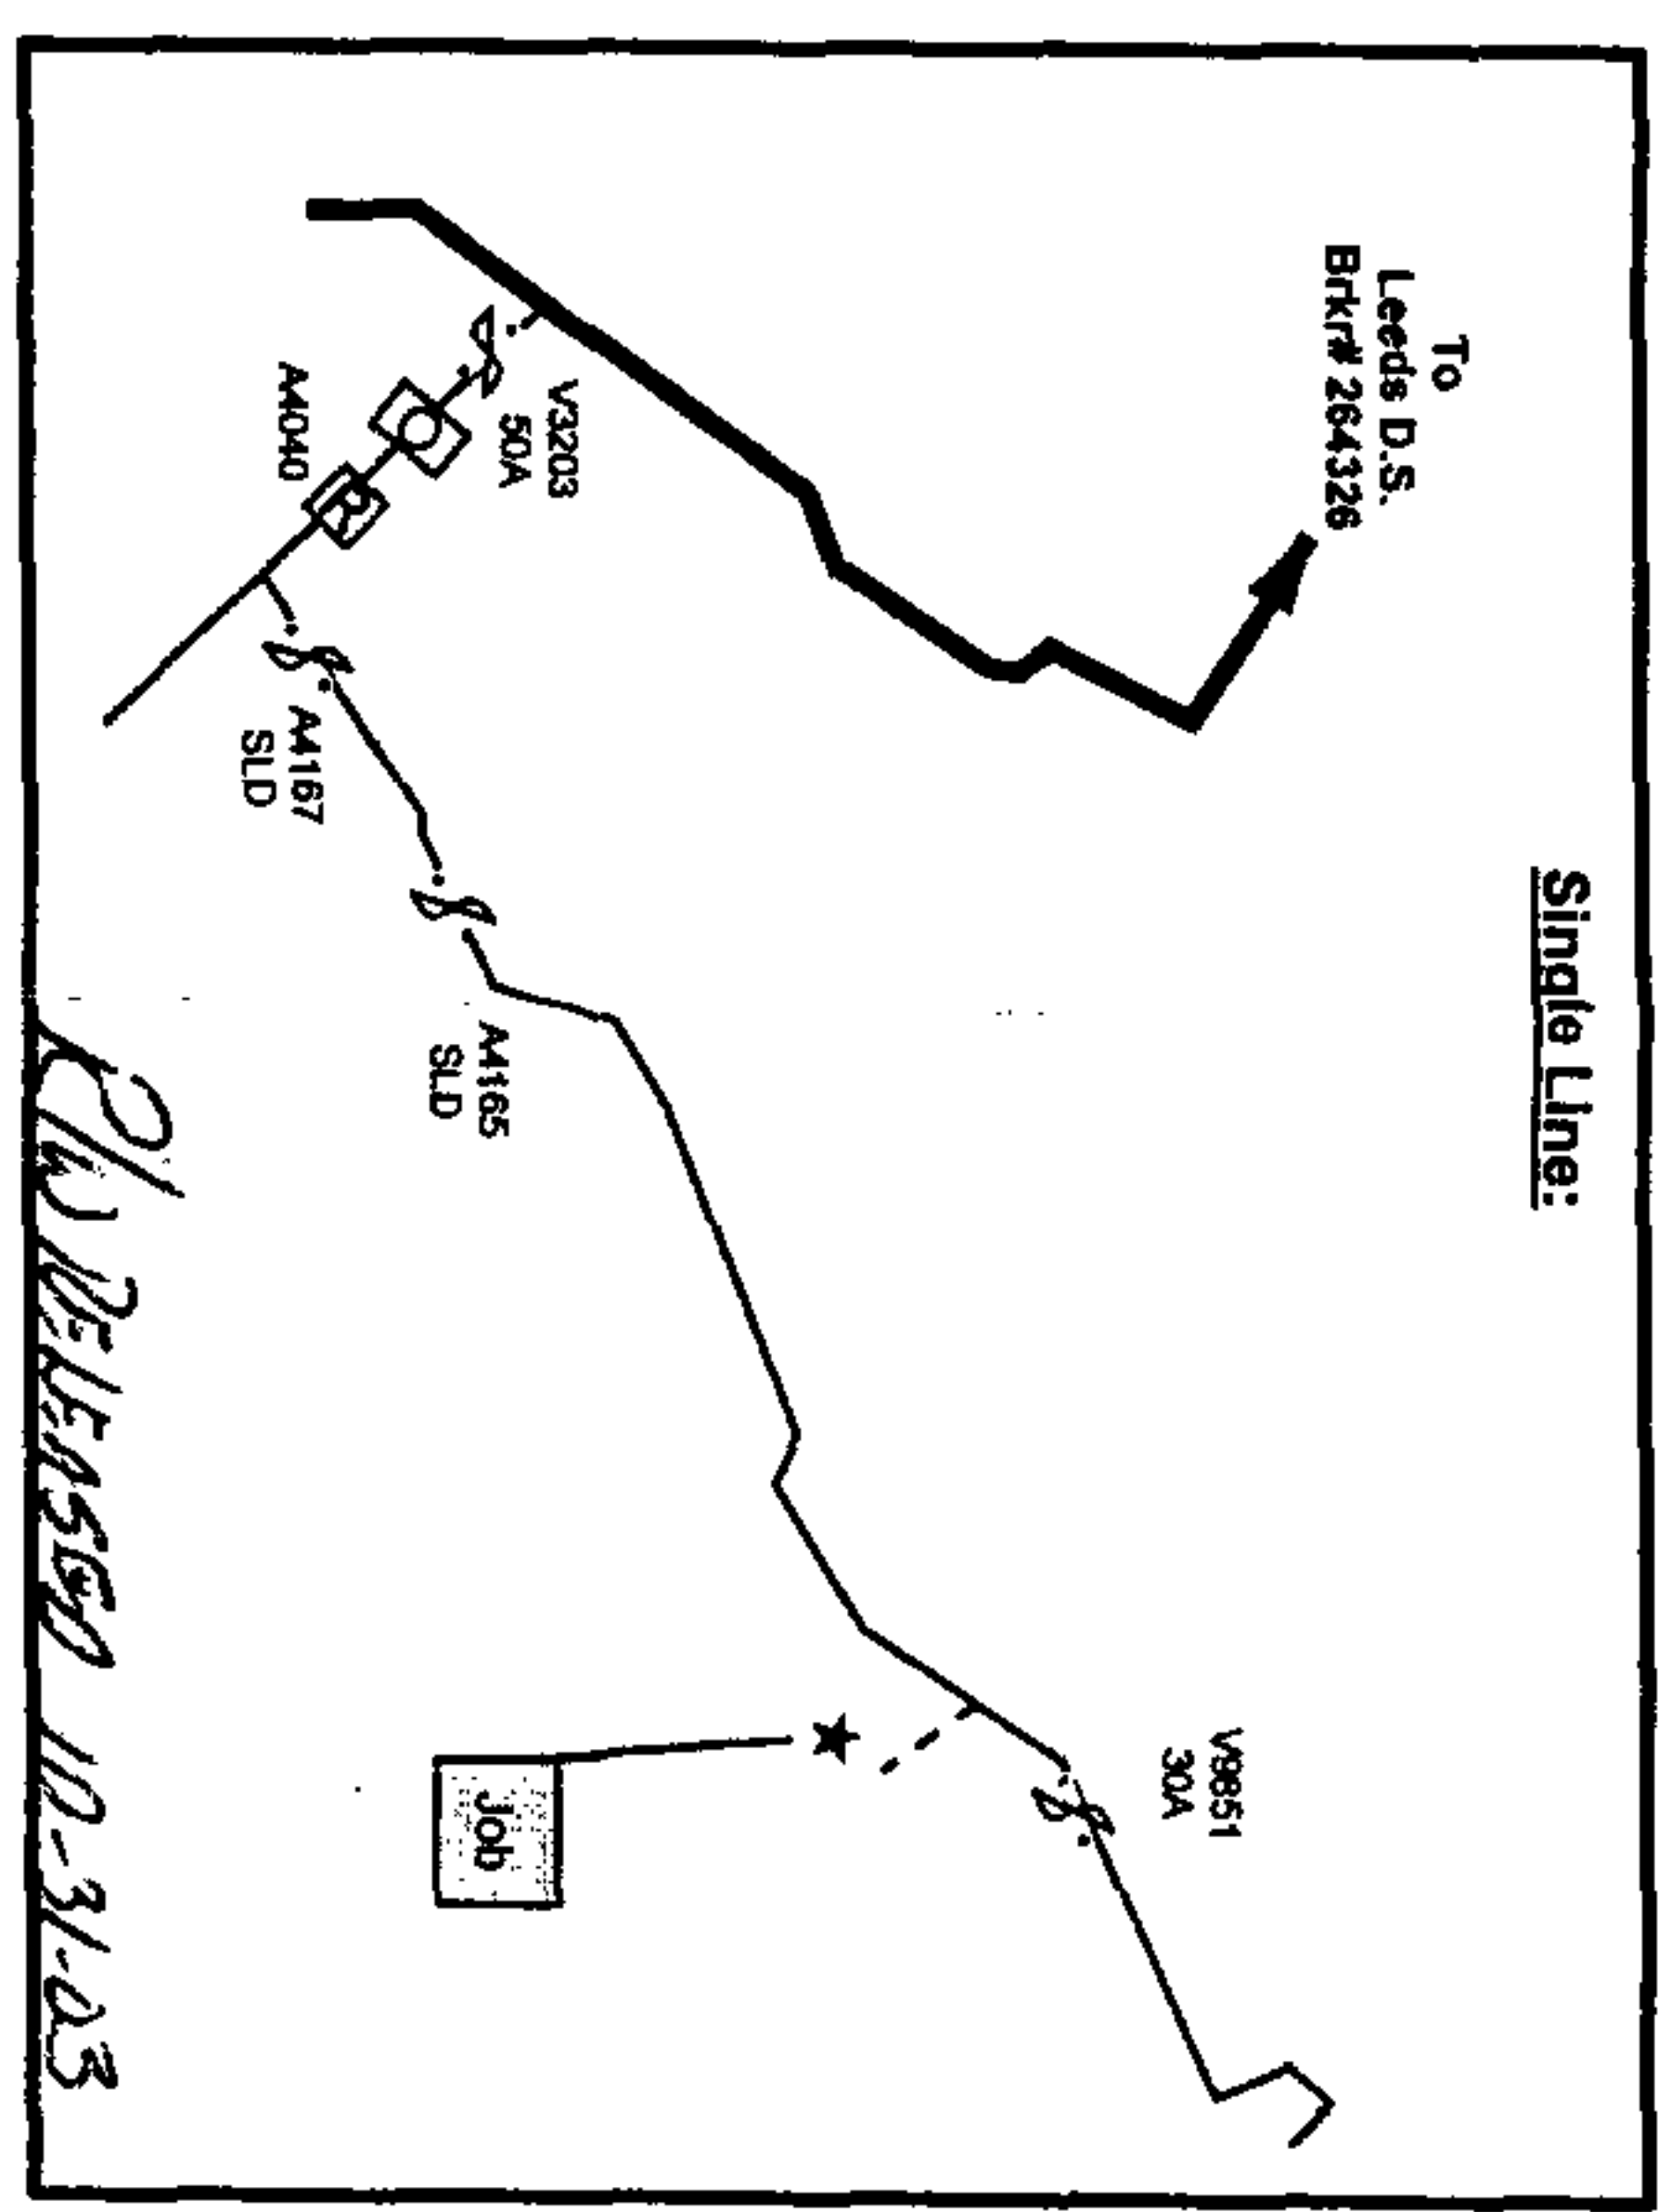 Single Line:
To
Leeds D.S.
Brkr# 264326
V3203
50A
A4040
R
A4167
SLD
A4165
SLD
30A
Job
R/W RELEASED 10-31-03